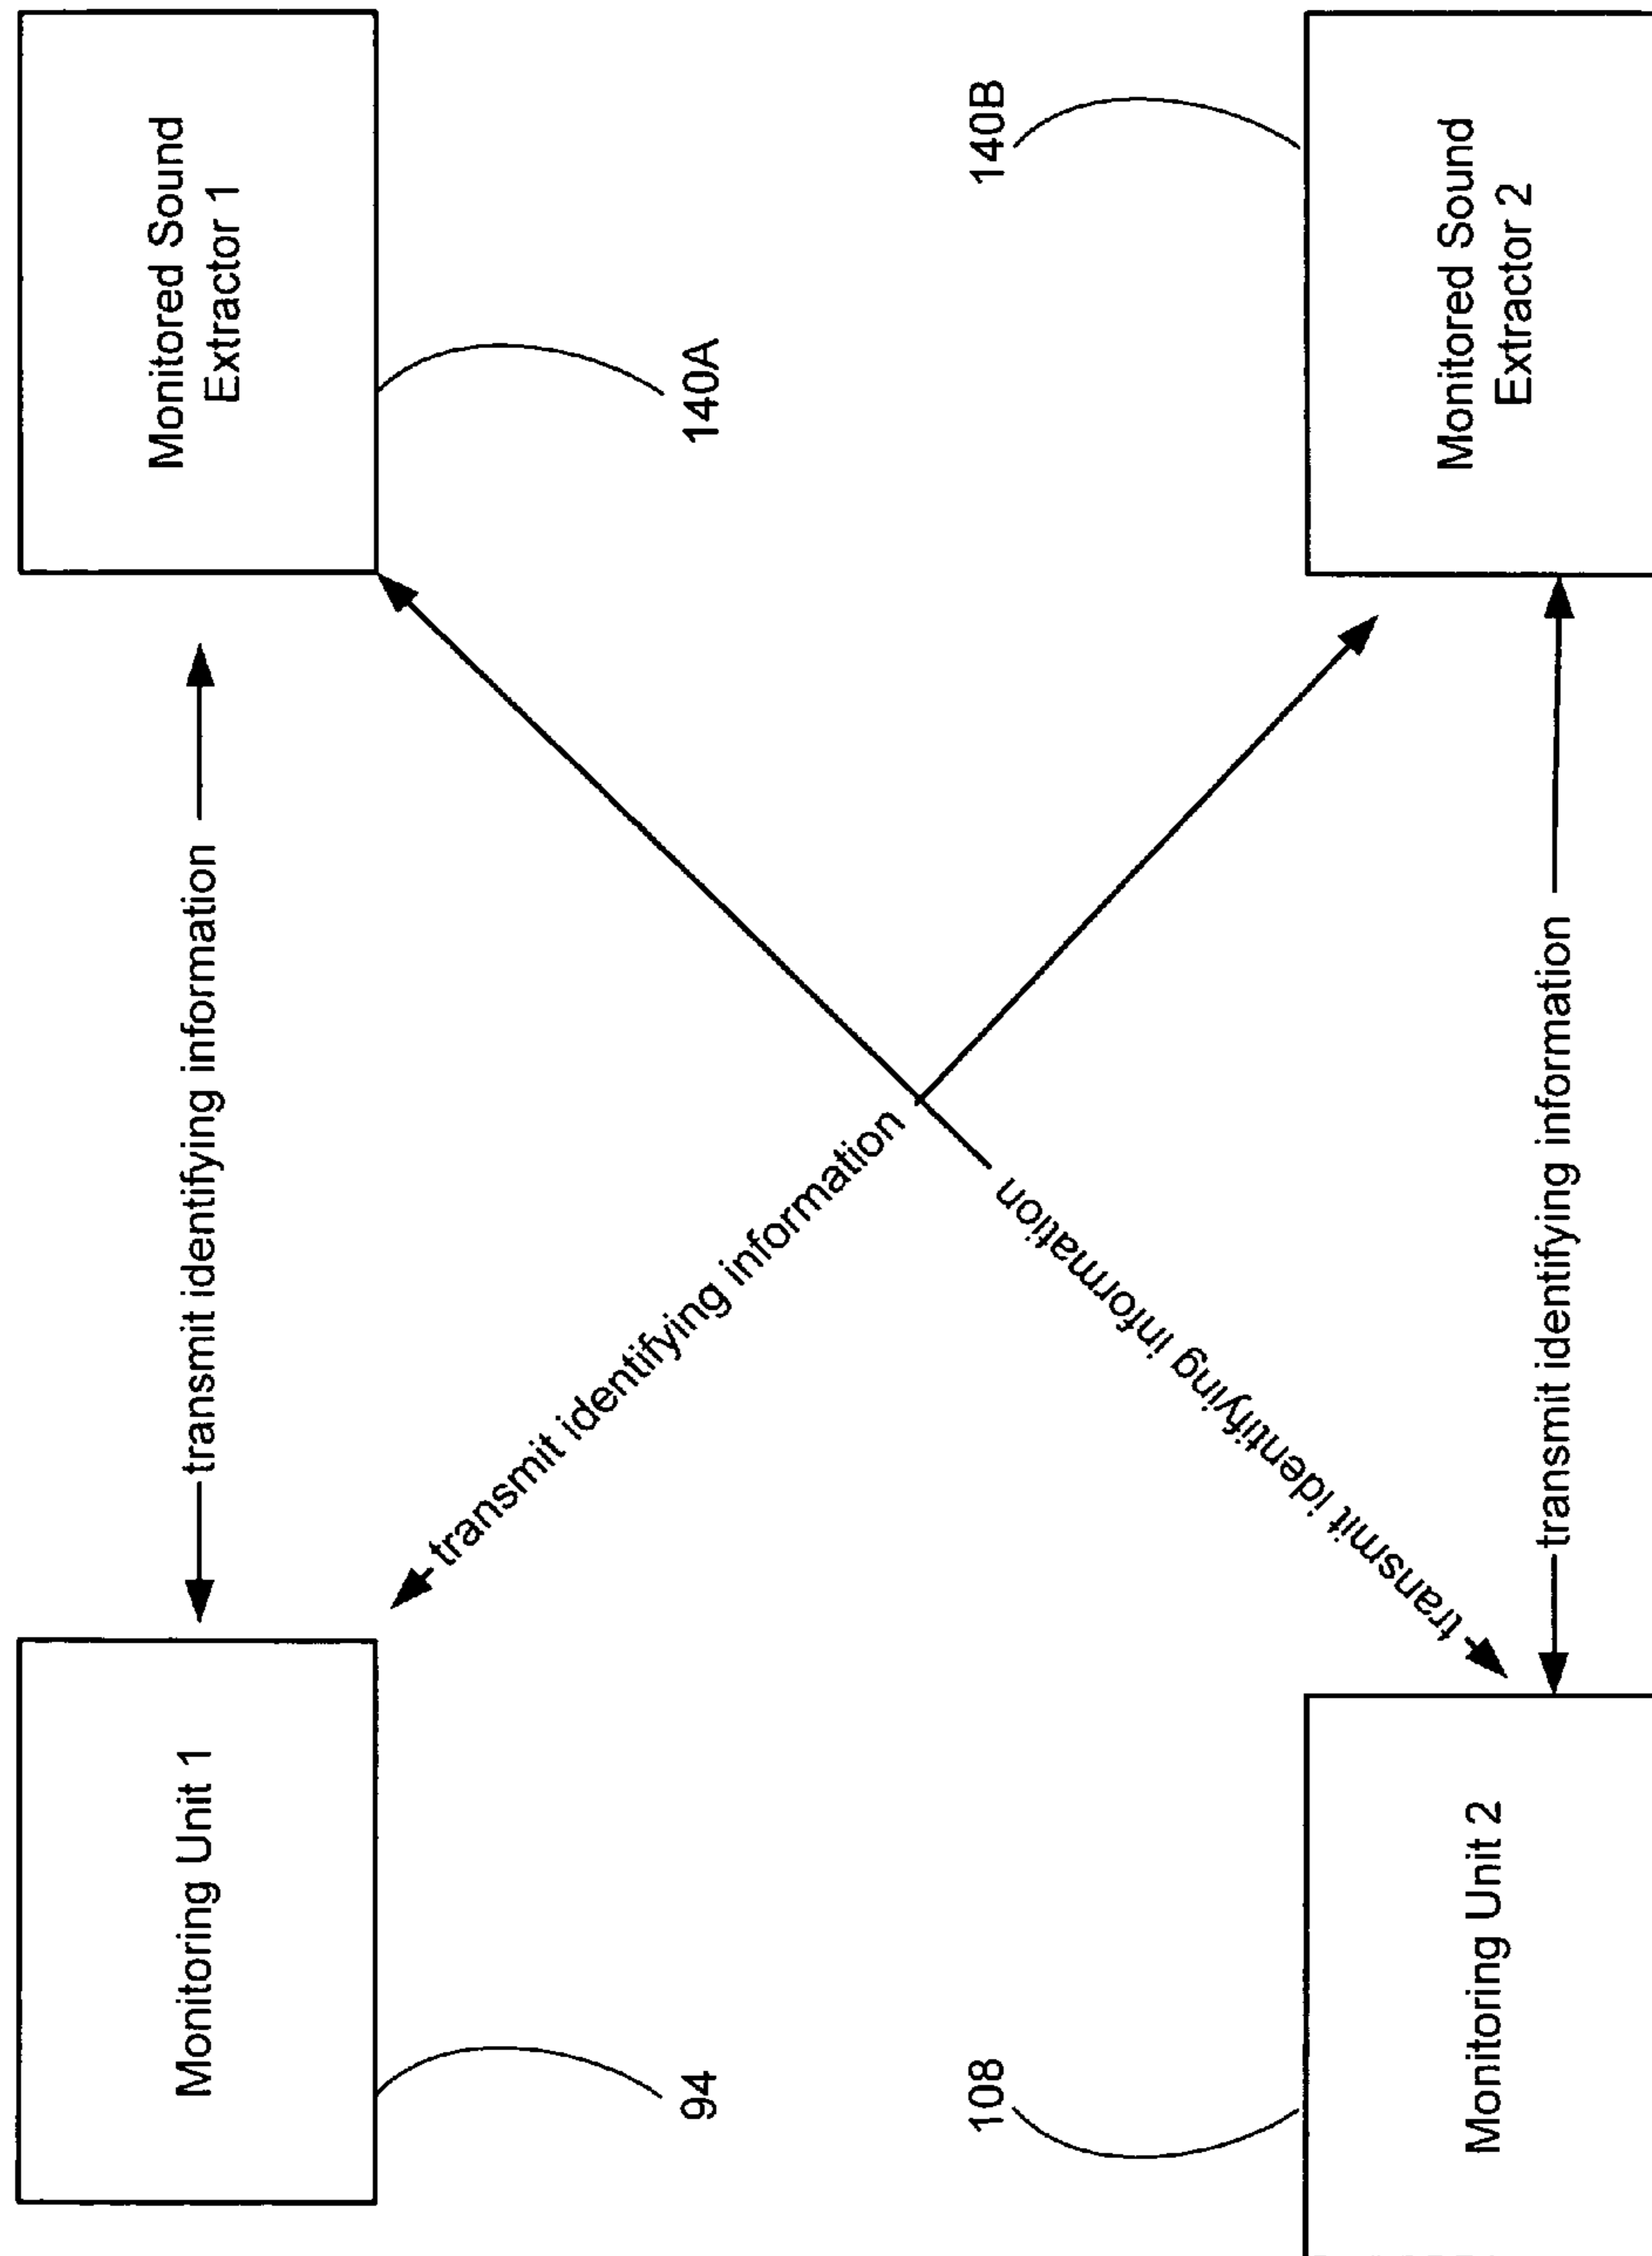 Monitoring Unit 1
transmit identifying information
Monitored Sound
Extractor 1
94
140A
transmit identifying information
transmit identifying information
108
140B
Monitoring Unit 2
transmit identifying information
Monitored Sound
Extractor 2